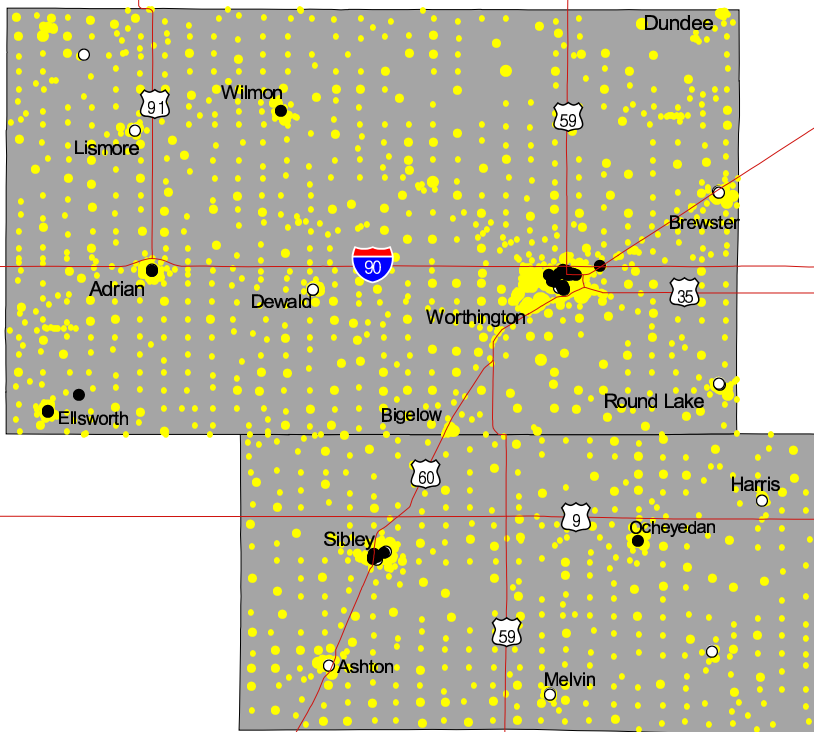 Dundee
Wilmon
91
59
Lismore
Brewster
90
Adrian
Dewald
35
Worthington
Round Lake
Bigelow
Ellsworth
60
Harris
9
Ocheyedan
Sibley
59
Ashton
Melvin